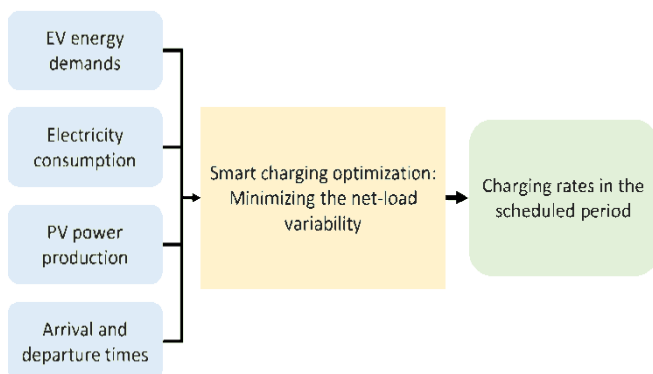 EV energy
demands
Electricity
consumption
PV power
production
Arrival and
departure times
Smart charging optimization:
Minimizing the net-load
variability
Charging rates in the
scheduled period